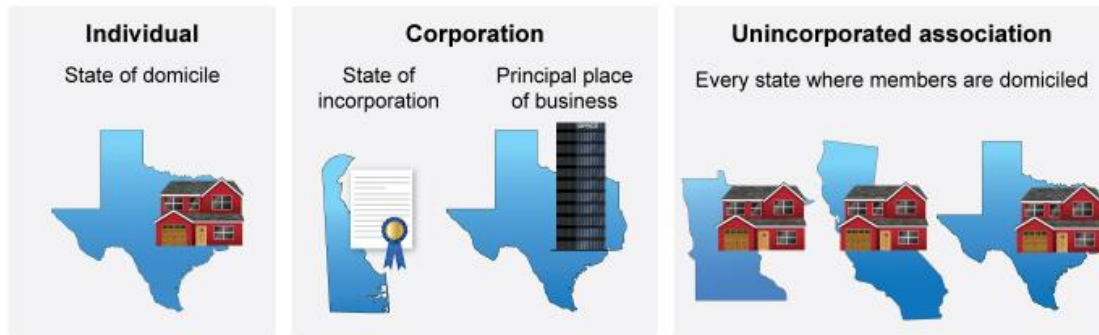 Individual
State of domicile
Corporation
State of
incorporation
Principal place
of business
Unincorporated association
Every state where members are domiciled